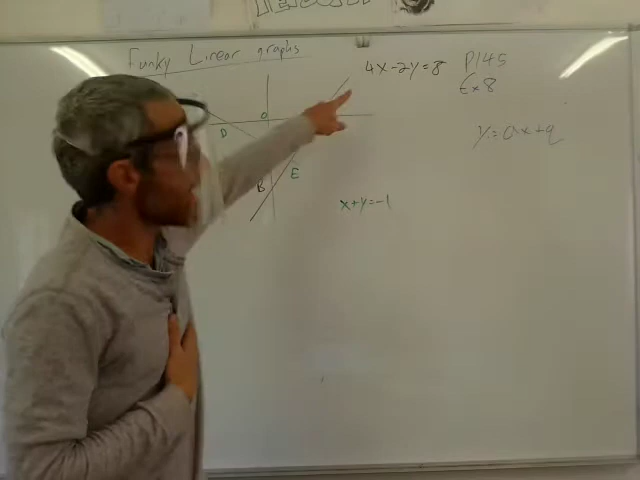 Funky Linear graphs
4x-2y=8
P145
Ex 8
y=ax+q
O
D
E
B
x+y=-1